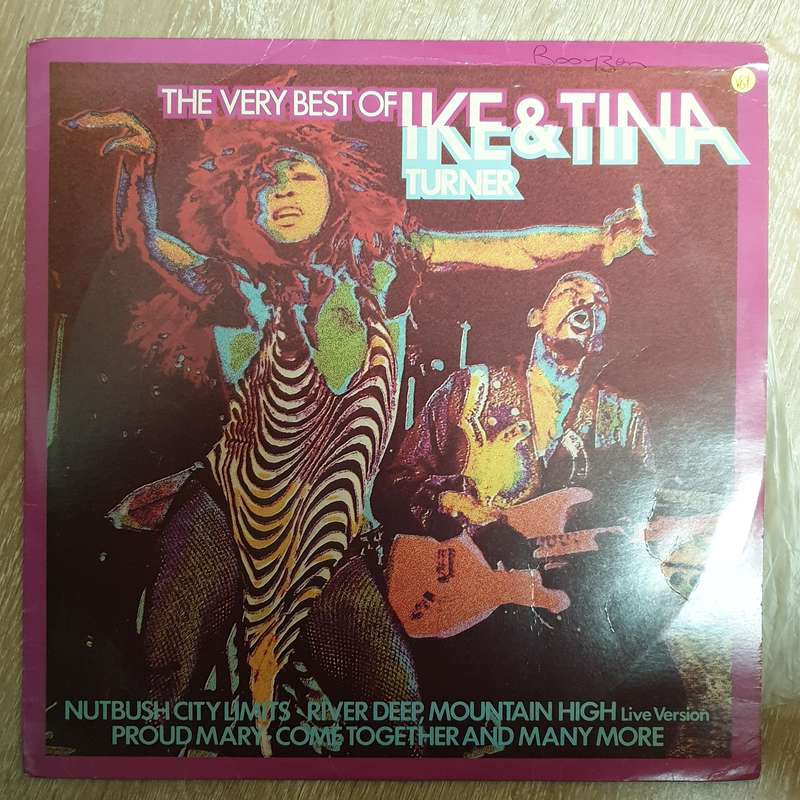 THE VERY BEST OF IKE & TINA
TURNER
NUTBUSH CITY LIMITS · RIVER DEEP, MOUNTAIN HIGH Live Version
PROUD MARY · COME TOGETHER AND MANY MORE